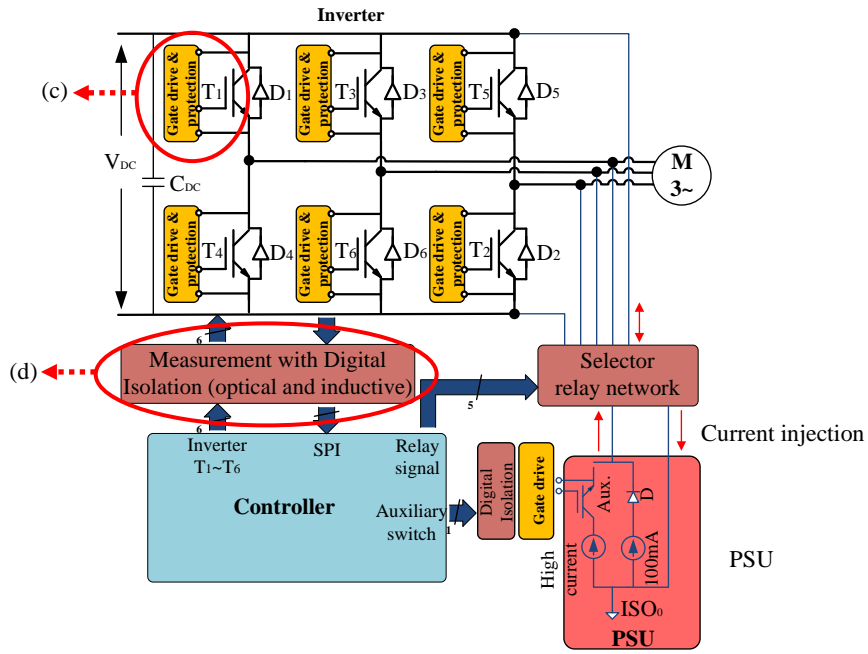 Inverter
(c)
Gate drive &
protection
T1
D1
Gate drive &
protection
T3
D3
Gate drive &
protection
T5
D5
VDC
CDC
M
3~
Gate drive &
protection
T4
D4
Gate drive &
protection
T6
D6
Gate drive &
protection
T2
D2
6
(d)
Measurement with Digital
Isolation (optical and inductive)
Selector
relay network
5
6
Inverter
T1~T6
SPI
Relay
signal
Current injection
Controller
Auxiliary
switch
1
Digital
Isolation
Gate drive
High
current
Aux.
D
100mA
ISO0
PSU
PSU